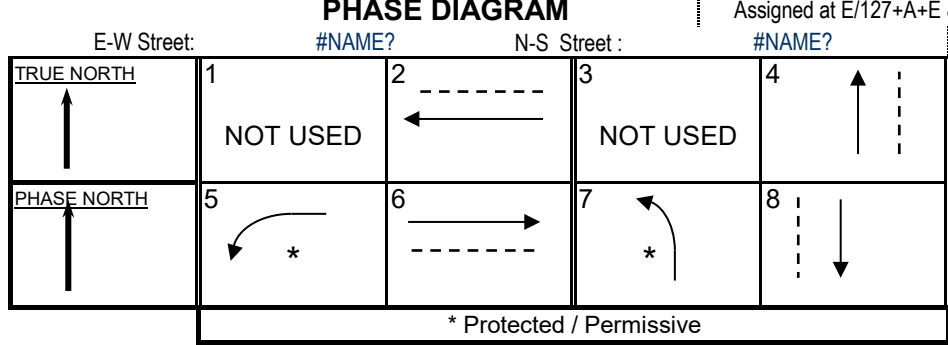 PHASE DIAGRAM
Assigned at E/127+A+E
E-W Street: #NAME? N-S Street : #NAME?
TRUE NORTH 1 2 3 4
NOT USED NOT USED
PHASE NORTH 5 6 7 8
* *
* Protected / Permissive